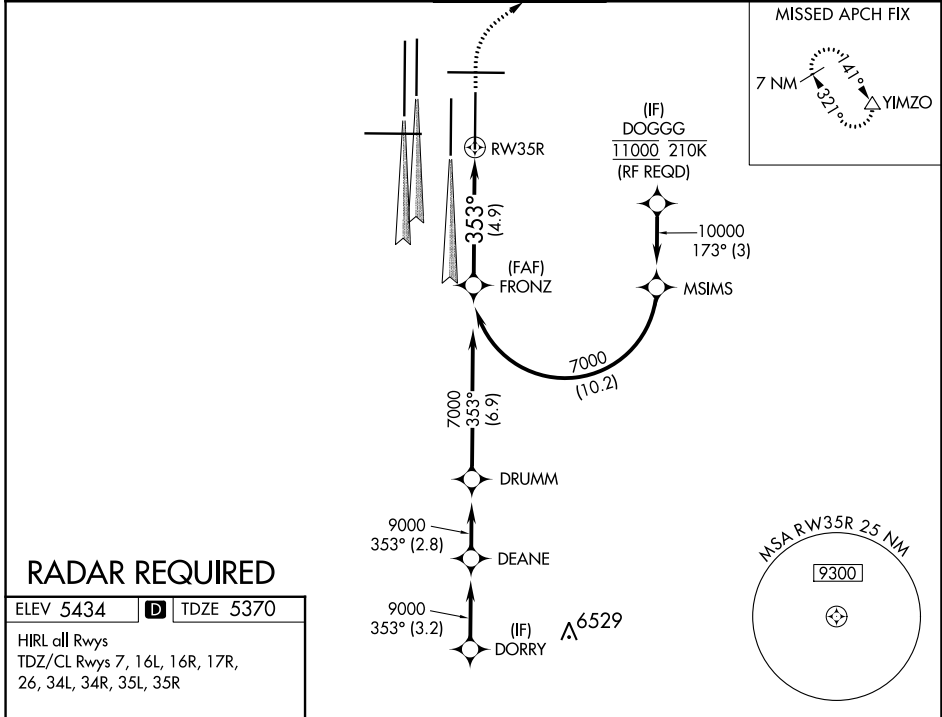 MISSED APCH FIX
7 NM
141°
321°
YIMZO
(IF)
DOGGG
11000 210K
(RF REQD)
RW35R
353°
(4.9)
10000
173° (3)
(FAF)
FRONZ
MSIMS
7000
(10.2)
7000
353°
(6.9)
DRUMM
9000
353° (2.8)
DEANE
9000
353° (3.2)
(IF)
DORRY
6529
MSA RW35R 25 NM
9300
RADAR REQUIRED
ELEV 5434 D TDZE 5370
HIRL all Rwys
TDZ/CL Rwys 7, 16L, 16R, 17R,
26, 34L, 34R, 35L, 35R